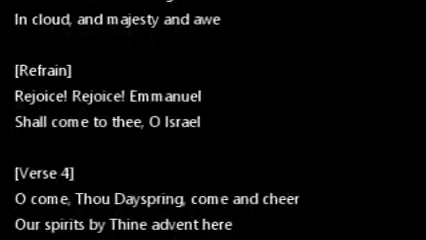 In cloud, and majesty and awe
[Refrain]
Rejoice! Rejoice! Emmanuel
Shall come to thee, O Israel
[Verse 4]
O come, Thou Dayspring, come and cheer
Our spirits by Thine advent here